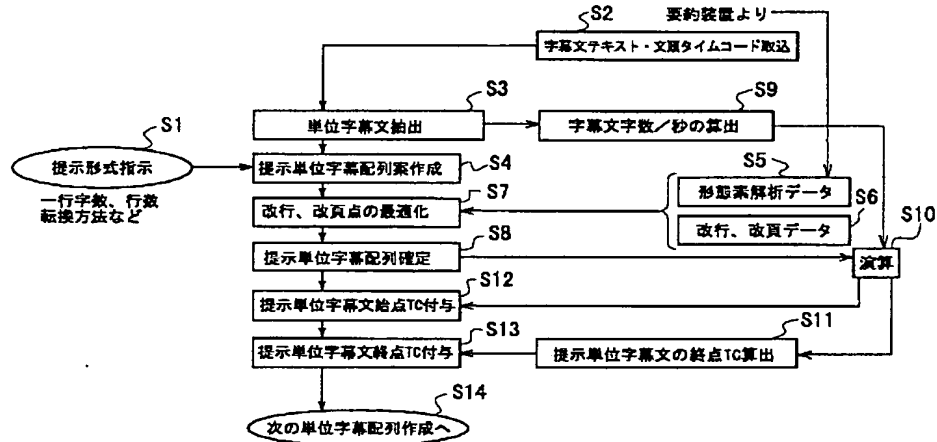 S2
要約装置より
字幕文テキスト・文頭タイムコード取込
S3
S9
単位字幕文抽出
字幕文字数／秒の算出
S1
提示形式指示
一行字数、行数
転換方法など
S4
提示単位字幕配列案作成
S5
形態素解析データ
S7
改行、改頁点の最適化
S6
改行、改頁データ
S10
演算
S8
提示単位字幕配列確定
S12
提示単位字幕文始点TC付与
S13
提示単位字幕文終点TC付与
S11
提示単位字幕文の終点TC算出
S14
次の単位字幕配列作成へ